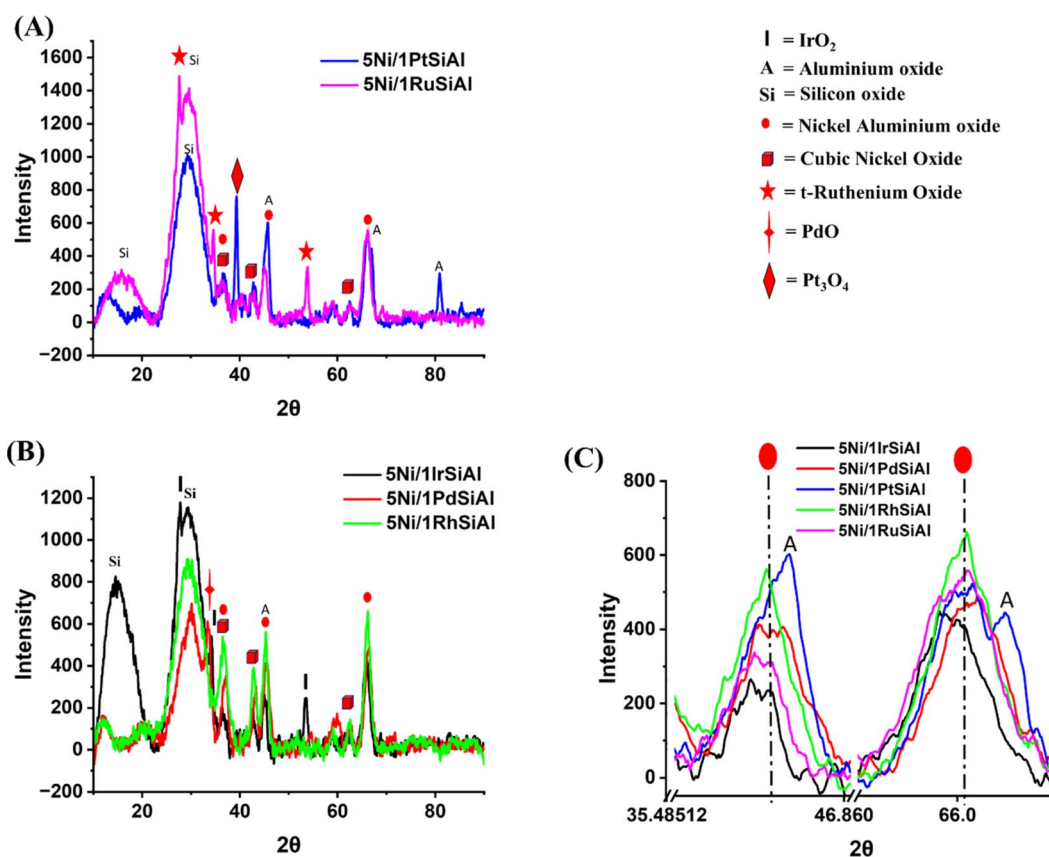 (A)
1600
1400
1200
1000
800
600
400
200
0
−200
Intensity
20
40
60
80
2θ
5Ni/1PtSiAl
5Ni/1RuSiAl
Si
Si
Si
A
A
A
I = IrO2
A = Aluminium oxide
Si = Silicon oxide
= Nickel Aluminium oxide
= Cubic Nickel Oxide
= t-Ruthenium Oxide
= PdO
= Pt3O4
(B)
1200
1000
800
600
400
200
0
−200
Intensity
20
40
60
80
2θ
5Ni/1IrSiAl
5Ni/1PdSiAl
5Ni/1RhSiAl
Si
I
Si
I
A
I
(C)
800
600
400
200
0
Intensity
35.48512
46.860
66.0
2θ
5Ni/1IrSiAl
5Ni/1PdSiAl
5Ni/1PtSiAl
5Ni/1RhSiAl
5Ni/1RuSiAl
A
A